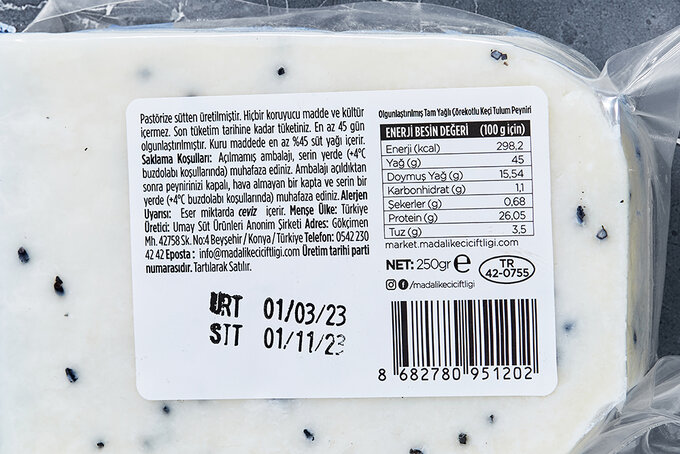 Pastörize sütten üretilmiştir. Hiçbir koruyucu madde ve kültür
içermez. Son tüketim tarihine kadar tüketiniz. En az 45 gün
olgunlaştırılmıştır. Kuru maddede en az %45 süt yağı içerir.
Saklama Koşulları: Açılmamış ambalajı, serin yerde (+4°C
buzdolabı koşullarında) muhafaza ediniz. Ambalajı açıldıktan
sonra peynirinizi kapalı, hava almayan bir kapta ve serin bir
yerde (+4°C buzdolabı koşullarında) muhafaza ediniz. Alerjen
Uyarısı: Eser miktarda ceviz içerir. Menşe Ülke: Türkiye
Üretici: Umay Süt Ürünleri Anonim Şirketi Adres: Gökçimen
Mh. 42758 Sk. No:4 Beyşehir / Konya / Türkiye Telefon: 0542 230
42 42 Eposta : info@madalikeciciftligi.com Üretim tarihi parti
numarasıdır. Tartılarak Satılır.
ÜRT 01/03/23
STT 01/11/23
Olgunlaştırılmış Tam Yağlı Çörekotlu Keçi Tulum Peyniri
ENERJİ BESİN DEĞERİ (100 g için)
Enerji (kcal) 298,2
Yağ (g) 45
Doymuş Yağ (g) 15,54
Karbonhidrat (g) 1,1
Şekerler (g) 0,68
Protein (g) 26,05
Tuz (g) 3,5
market.madalikeciciftligi.com
NET: 250gr e
TR
42-0755
/madalikeciciftligi
8 682780 951202